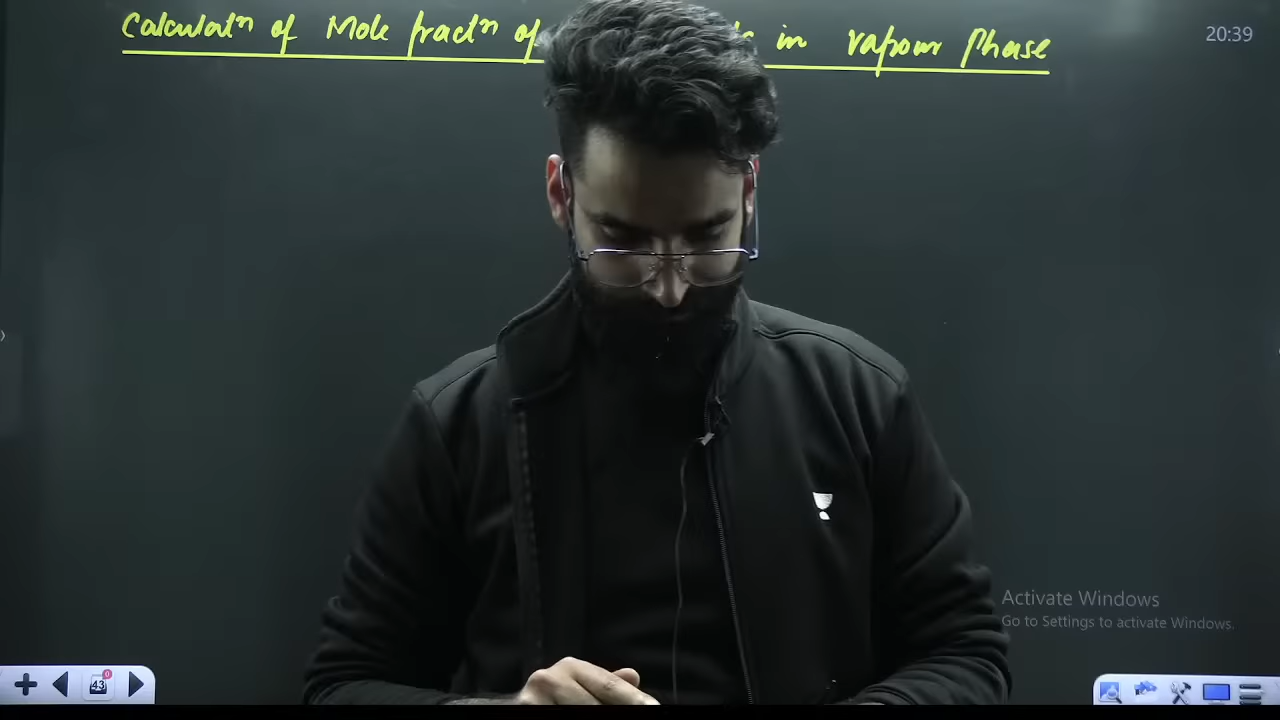 Calculatn of Mole fractn of in vapour Phase
20:39
Activate Windows
Go to Settings to activate Windows.
43